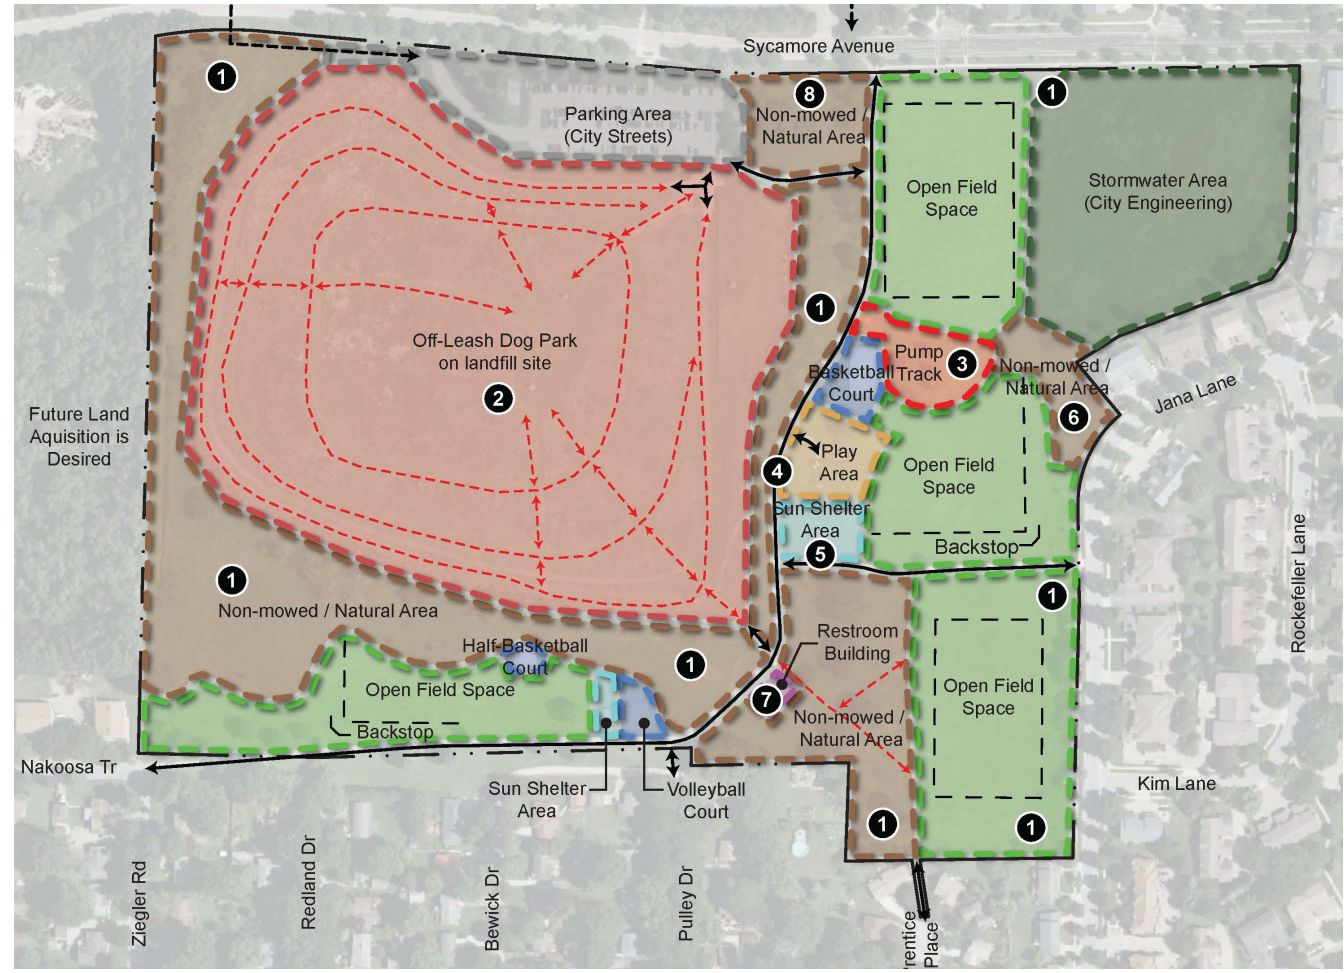 Sycamore Avenue
1
8
1
Parking Area
(City Streets)
Non-mowed /
Natural Area
Open Field
Space
Stormwater Area
(City Engineering)
1
Off-Leash Dog Park
on landfill site
2
Pump
Track
3
Non-mowed /
Natural Area
Basketball
Court
Jana Lane
6
Future Land
Aquisition is
Desired
4
Play
Area
Open Field
Space
Sun Shelter
Area
5
Backstop
Rockefeller Lane
1
Non-mowed / Natural Area
1
Half-Basketball
Court
1
Restroom
Building
Open Field Space
Backstop
7
Non-mowed /
Natural Area
Open Field
Space
Nakoosa Tr
Sun Shelter
Area
Volleyball
Court
Kim Lane
1
1
Ziegler Rd
Redland Dr
Bewick Dr
Pulley Dr
Prentice
Place